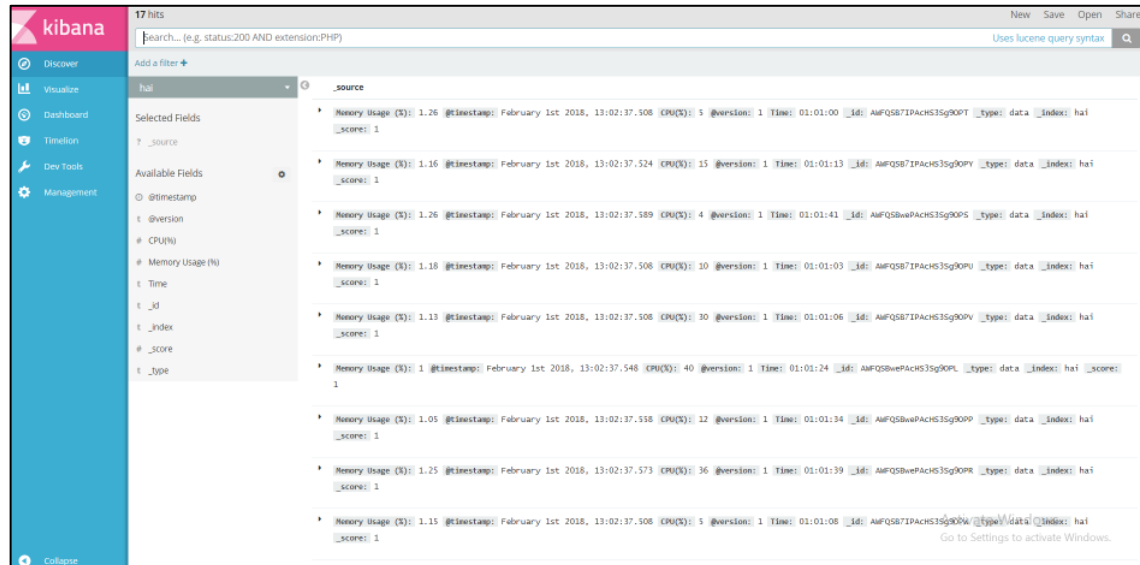 kibana
Discover
Visualize
Dashboard
Timelion
Dev Tools
Management
Collapse
17 hits
New Save Open Share
Search... (e.g. status:200 AND extension:PHP)
Uses lucene query syntax
Add a filter +
hai
Selected Fields
? _source
Available Fields
@timestamp
t @version
# CPU(%)
# Memory Usage (%)
t Time
t _id
t _index
# _score
t _type
_source
Memory Usage (%): 1.26 @timestamp: February 1st 2018, 13:02:37.508 CPU(%): 5 @version: 1 Time: 01:01:00 _id: AWFQSB7IPAcHS3Sg9OPT _type: data _index: hai
_score: 1
Memory Usage (%): 1.16 @timestamp: February 1st 2018, 13:02:37.524 CPU(%): 15 @version: 1 Time: 01:01:13 _id: AWFQSB7IPAcHS3Sg9OPY _type: data _index: hai
_score: 1
Memory Usage (%): 1.26 @timestamp: February 1st 2018, 13:02:37.589 CPU(%): 4 @version: 1 Time: 01:01:41 _id: AWFQSBwePAcHS3Sg9OPS _type: data _index: hai
_score: 1
Memory Usage (%): 1.18 @timestamp: February 1st 2018, 13:02:37.508 CPU(%): 10 @version: 1 Time: 01:01:03 _id: AWFQSB7IPAcHS3Sg9OPU _type: data _index: hai
_score: 1
Memory Usage (%): 1.13 @timestamp: February 1st 2018, 13:02:37.508 CPU(%): 30 @version: 1 Time: 01:01:06 _id: AWFQSB7IPAcHS3Sg9OPV _type: data _index: hai
_score: 1
Memory Usage (%): 1 @timestamp: February 1st 2018, 13:02:37.548 CPU(%): 40 @version: 1 Time: 01:01:24 _id: AWFQSBwePAcHS3Sg9OPL _type: data _index: hai _score:
1
Memory Usage (%): 1.05 @timestamp: February 1st 2018, 13:02:37.558 CPU(%): 12 @version: 1 Time: 01:01:34 _id: AWFQSBwePAcHS3Sg9OPP _type: data _index: hai
_score: 1
Memory Usage (%): 1.25 @timestamp: February 1st 2018, 13:02:37.573 CPU(%): 36 @version: 1 Time: 01:01:39 _id: AWFQSBwePAcHS3Sg9OPR _type: data _index: hai
_score: 1
Memory Usage (%): 1.15 @timestamp: February 1st 2018, 13:02:37.508 CPU(%): 5 @version: 1 Time: 01:01:08 _id: AWFQSB7IPAcHS3Sg9OPW _type: data _index: hai
_score: 1
Activate Windows
Go to Settings to activate Windows.